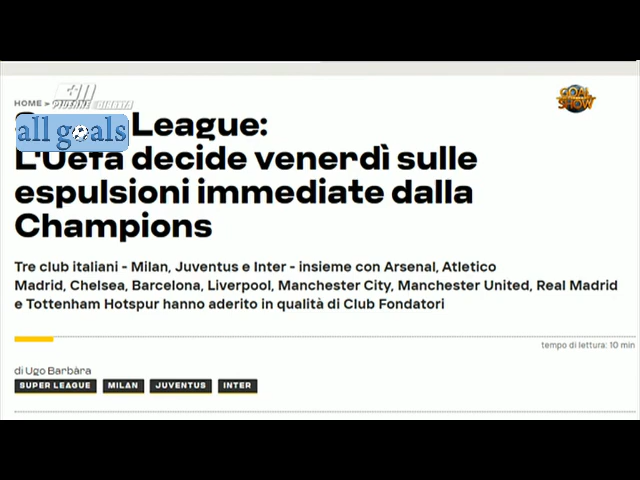 HOME >
all goals
GOAL
SHOW
League:
L'Uefa decide venerdì sulle
espulsioni immediate dalla
Champions
Tre club italiani - Milan, Juventus e Inter - insieme con Arsenal, Atletico
Madrid, Chelsea, Barcelona, Liverpool, Manchester City, Manchester United, Real Madrid
e Tottenham Hotspur hanno aderito in qualità di Club Fondatori
tempo di lettura: 10 min
di Ugo Barbàra
SUPER LEAGUE MILAN JUVENTUS INTER